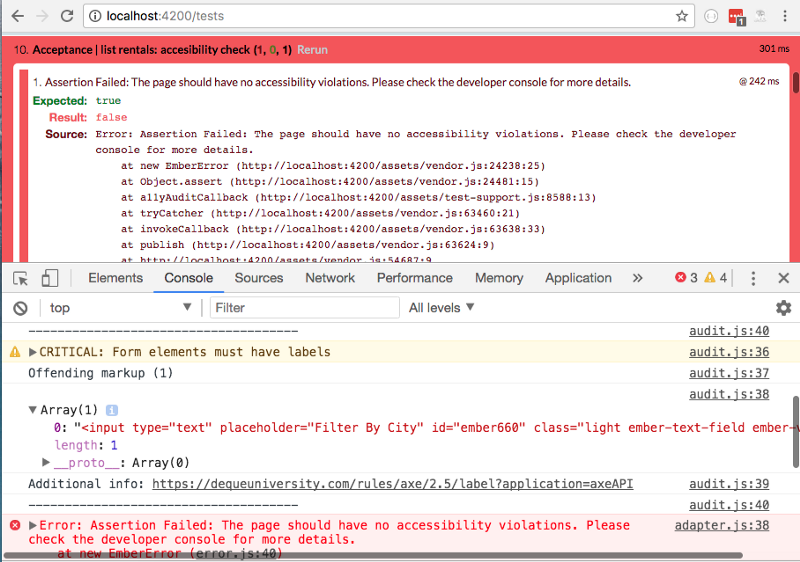 localhost:4200/tests
1
10. Acceptance | list rentals: accesibility check (1, 0, 1) Rerun 301 ms
1. Assertion Failed: The page should have no accessibility violations. Please check the developer console for more details. @ 242 ms
Expected: true
Result: false
Source: Error: Assertion Failed: The page should have no accessibility violations. Please check the developer
console for more details.
at new EmberError (http://localhost:4200/assets/vendor.js:24238:25)
at Object.assert (http://localhost:4200/assets/vendor.js:24481:15)
at a11yAuditCallback (http://localhost:4200/assets/test-support.js:8588:13)
at tryCatcher (http://localhost:4200/assets/vendor.js:63460:21)
at invokeCallback (http://localhost:4200/assets/vendor.js:63638:33)
at publish (http://localhost:4200/assets/vendor.js:63624:9)
at http://localhost:4200/assets/vendor.js:54687:9
Elements Console Sources Network Performance Memory Application » 3 4
top Filter All levels
------------------------------------- audit.js:40
CRITICAL: Form elements must have labels audit.js:36
Offending markup (1) audit.js:37
audit.js:38
Array(1) i
0: "<input type="text" placeholder="Filter By City" id="ember660" class="light ember-text-field ember-v
length: 1
__proto__: Array(0)
Additional info: https://dequeuniversity.com/rules/axe/2.5/label?application=axeAPI audit.js:39
------------------------------------- audit.js:40
Error: Assertion Failed: The page should have no accessibility violations. Please adapter.js:38
check the developer console for more details.
at new EmberError (error.js:40)